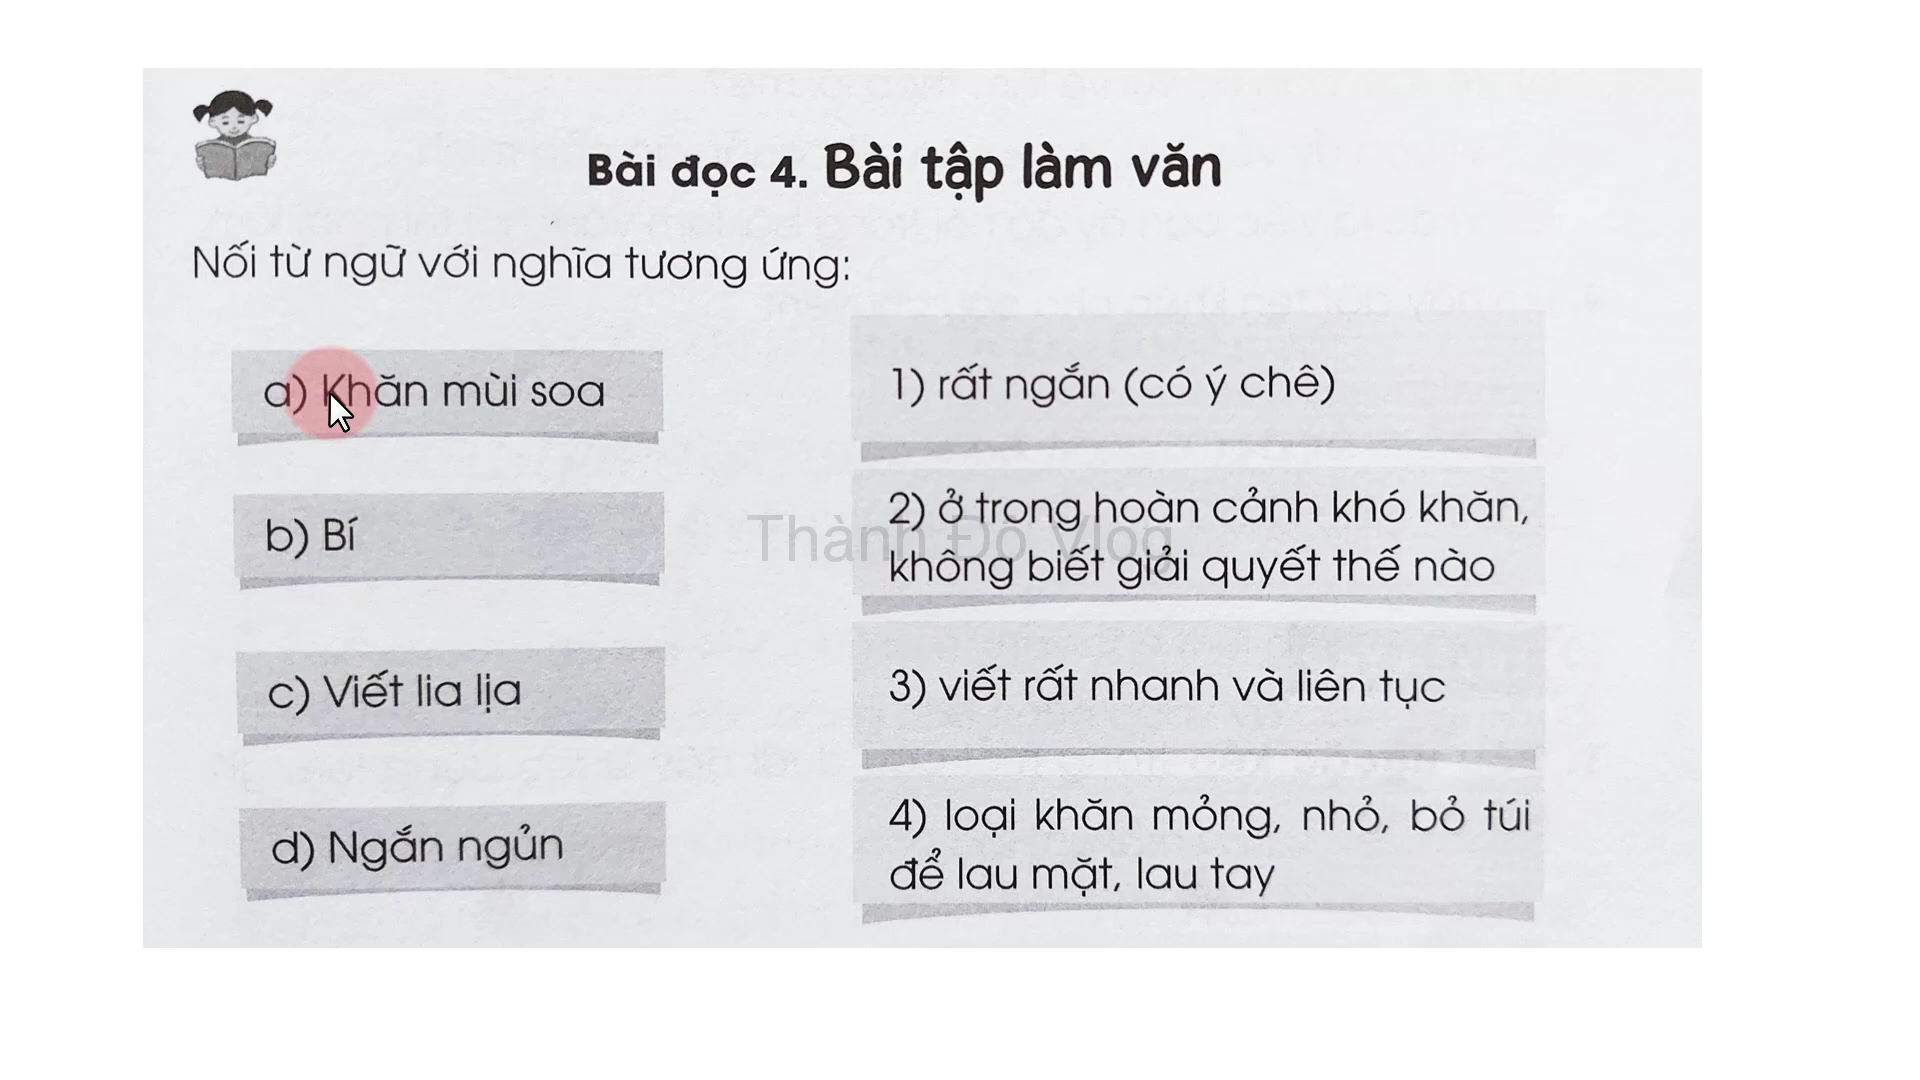 Bài đọc 4. Bài tập làm văn
Nối từ ngữ với nghĩa tương ứng:
a) Khăn mùi soa
b) Bí
c) Viết lia lịa
d) Ngắn ngủn
1) rất ngắn (có ý chê)
2) ở trong hoàn cảnh khó khăn,
không biết giải quyết thế nào
3) viết rất nhanh và liên tục
4) loại khăn mỏng, nhỏ, bỏ túi
để lau mặt, lau tay
Thành Đô Vlog